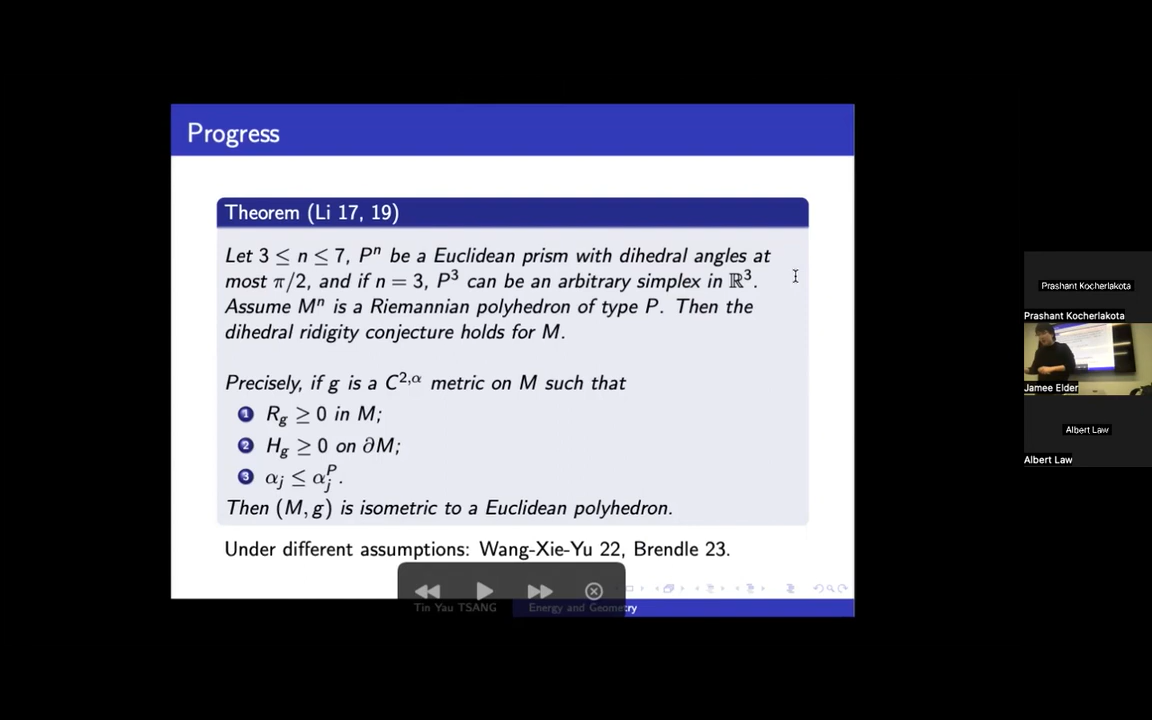 Progress
Theorem (Li 17, 19)
Let 3 ≤ n ≤ 7, Pⁿ be a Euclidean prism with dihedral angles at
most π/2, and if n = 3, P³ can be an arbitrary simplex in ℝ³.
Assume Mⁿ is a Riemannian polyhedron of type P. Then the
dihedral ridigity conjecture holds for M.
Precisely, if g is a C^{2,α} metric on M such that
1 R_g ≥ 0 in M;
2 H_g ≥ 0 on ∂M;
3 α_j ≤ α_j^P.
Then (M, g) is isometric to a Euclidean polyhedron.
Under different assumptions: Wang-Xie-Yu 22, Brendle 23.
Tin Yau TSANG
Energy and Geometry
Prashant Kocherlakota
Prashant Kocherlakota
Jamee Elder
Albert Law
Albert Law